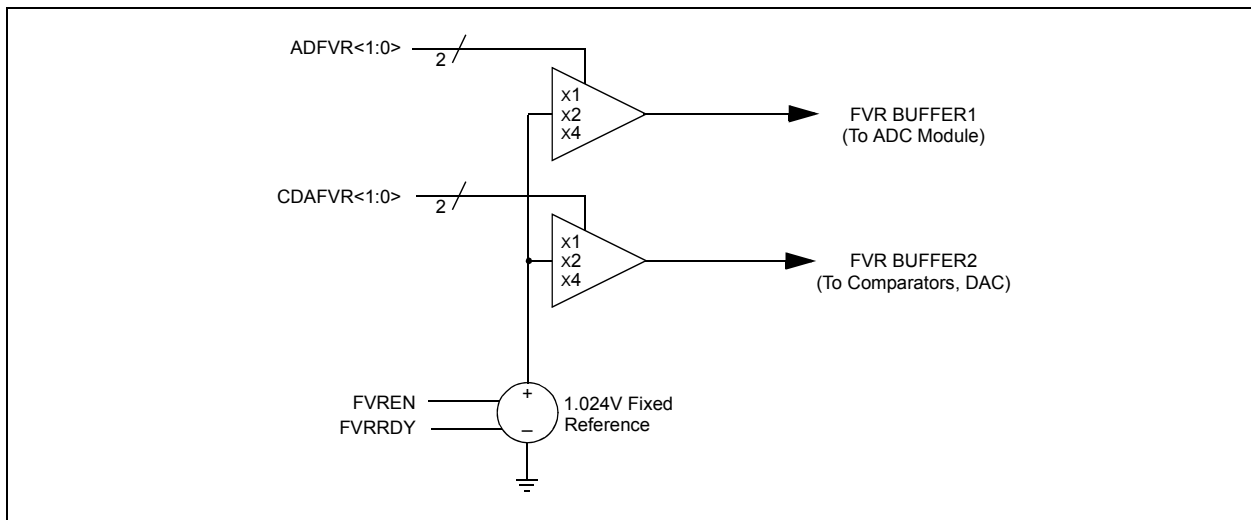 ADFVR<1:0>
2
X1
X2
X4
FVR BUFFER1
(To ADC Module)
CDAFVR<1:0>
2
X1
X2
X4
FVR BUFFER2
(To Comparators, DAC)
FVREN
FVRRDY
+
–
1.024V Fixed
Reference